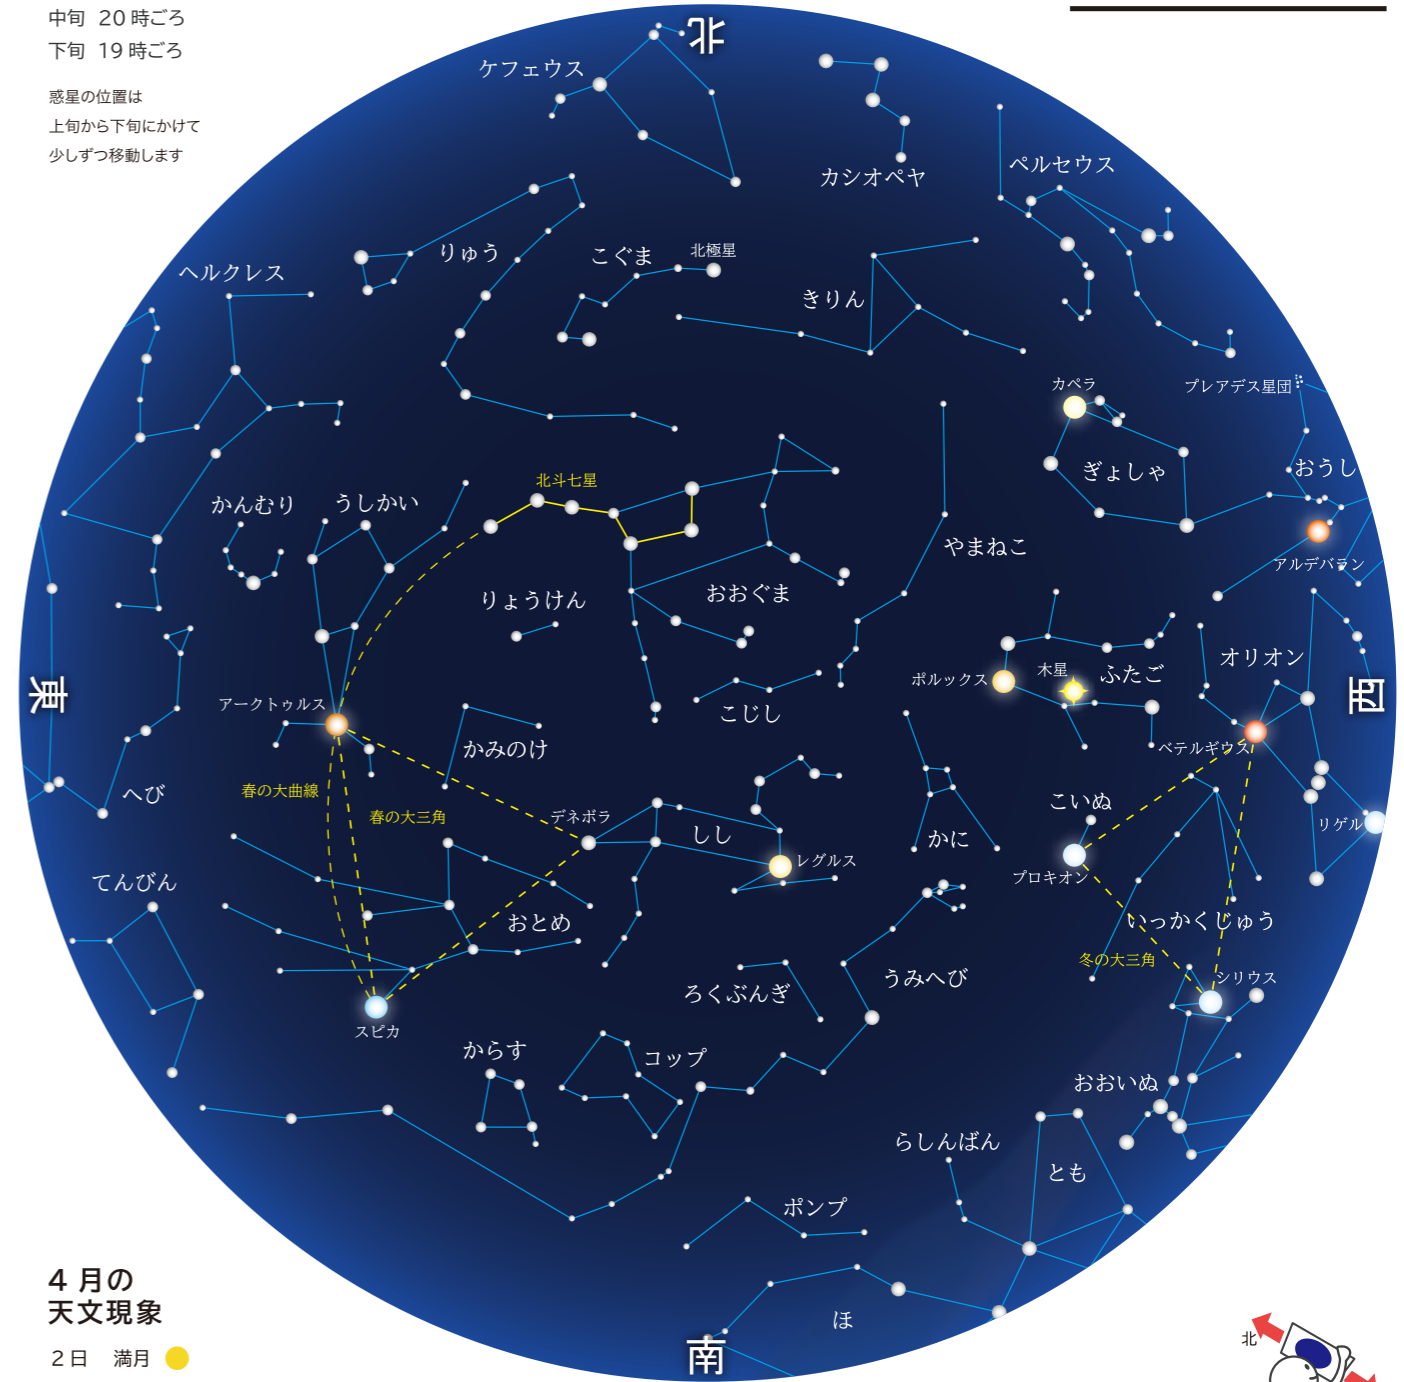 中旬 20時ごろ
下旬 19時ごろ
惑星の位置は
上旬から下旬にかけて
少しずつ移動します
北
ケフェウス
カシオペヤ
ペルセウス
りゅう
こぐま
北極星
ヘルクレス
きりん
カペラ
プレアデス星団
ぎょしゃ
おうし
北斗七星
かんむり
うしかい
やまねこ
アルデバラン
りょうけん
おおぐま
オリオン
東
西
ポルックス
木星
ふたご
アークトゥルス
こじし
かみのけ
ベテルギウス
へび
春の大曲線
春の大三角
デネボラ
しし
こいぬ
リゲル
かに
レグルス
プロキオン
てんびん
おとめ
いっかくじゅう
冬の大三角
シリウス
うみへび
ろくぶんぎ
スピカ
からす
コップ
おおいぬ
らしんばん
とも
ポンプ
ほ
南
4月の
天文現象
2日 満月
北